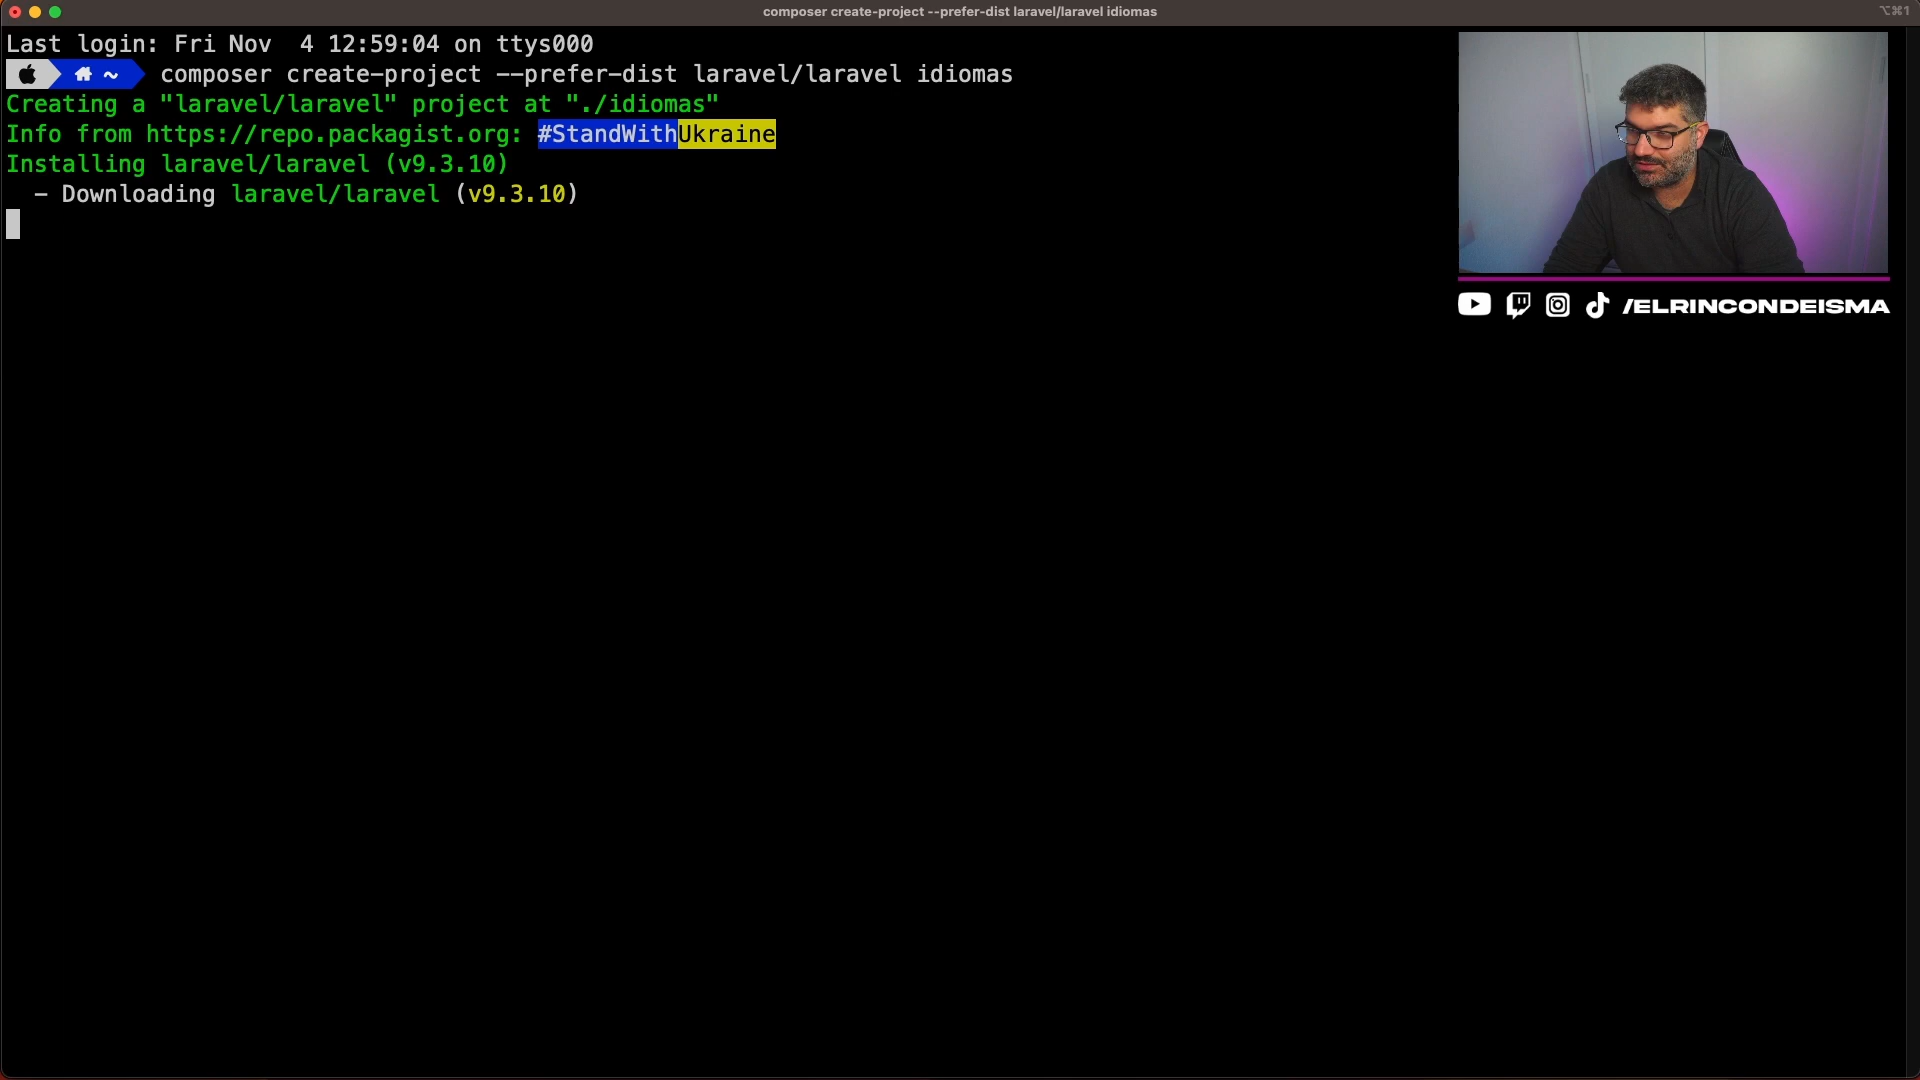 composer create-project --prefer-dist laravel/laravel idiomas
⌥⌘1
Last login: Fri Nov  4 12:59:04 on ttys000
~ composer create-project --prefer-dist laravel/laravel idiomas
Creating a "laravel/laravel" project at "./idiomas"
Info from https://repo.packagist.org: #StandWithUkraine
Installing laravel/laravel (v9.3.10)
  - Downloading laravel/laravel (v9.3.10)
/ELRINCONDEISMA